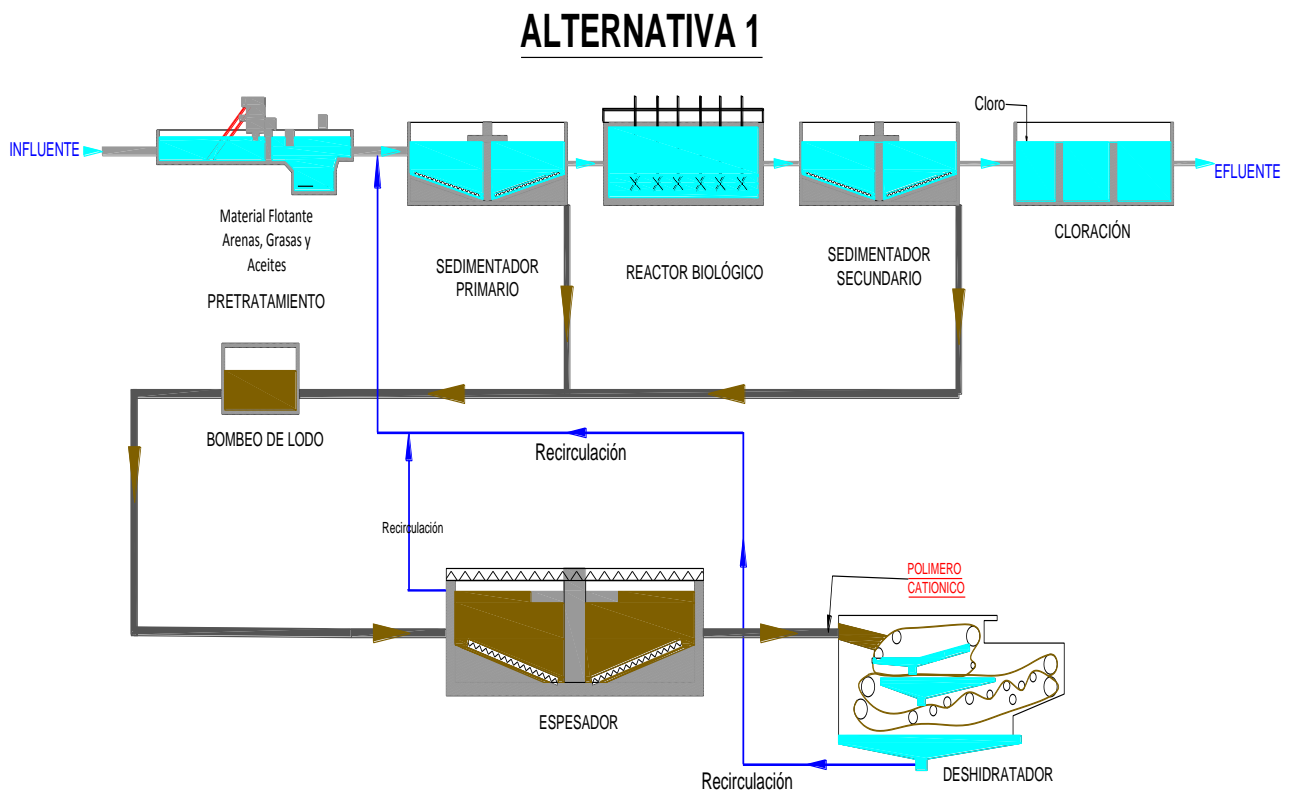 ALTERNATIVA 1
Cloro
INFLUENTE
EFLUENTE
Material Flotante
Arenas, Grasas y
Aceites
PRETRATAMIENTO
SEDIMENTADOR
PRIMARIO
REACTOR BIOLÓGICO
SEDIMENTADOR
SECUNDARIO
CLORACIÓN
BOMBEO DE LODO
Recirculación
Recirculación
POLIMERO
CATIONICO
ESPESADOR
Recirculación
DESHIDRATADOR